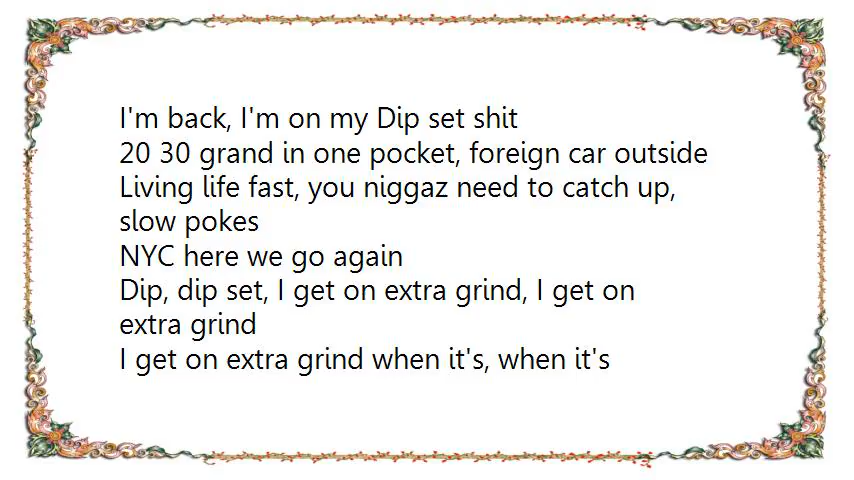 I'm back, I'm on my Dip set shit
20 30 grand in one pocket, foreign car outside
Living life fast, you niggaz need to catch up,
slow pokes
NYC here we go again
Dip, dip set, I get on extra grind, I get on
extra grind
I get on extra grind when it's, when it's